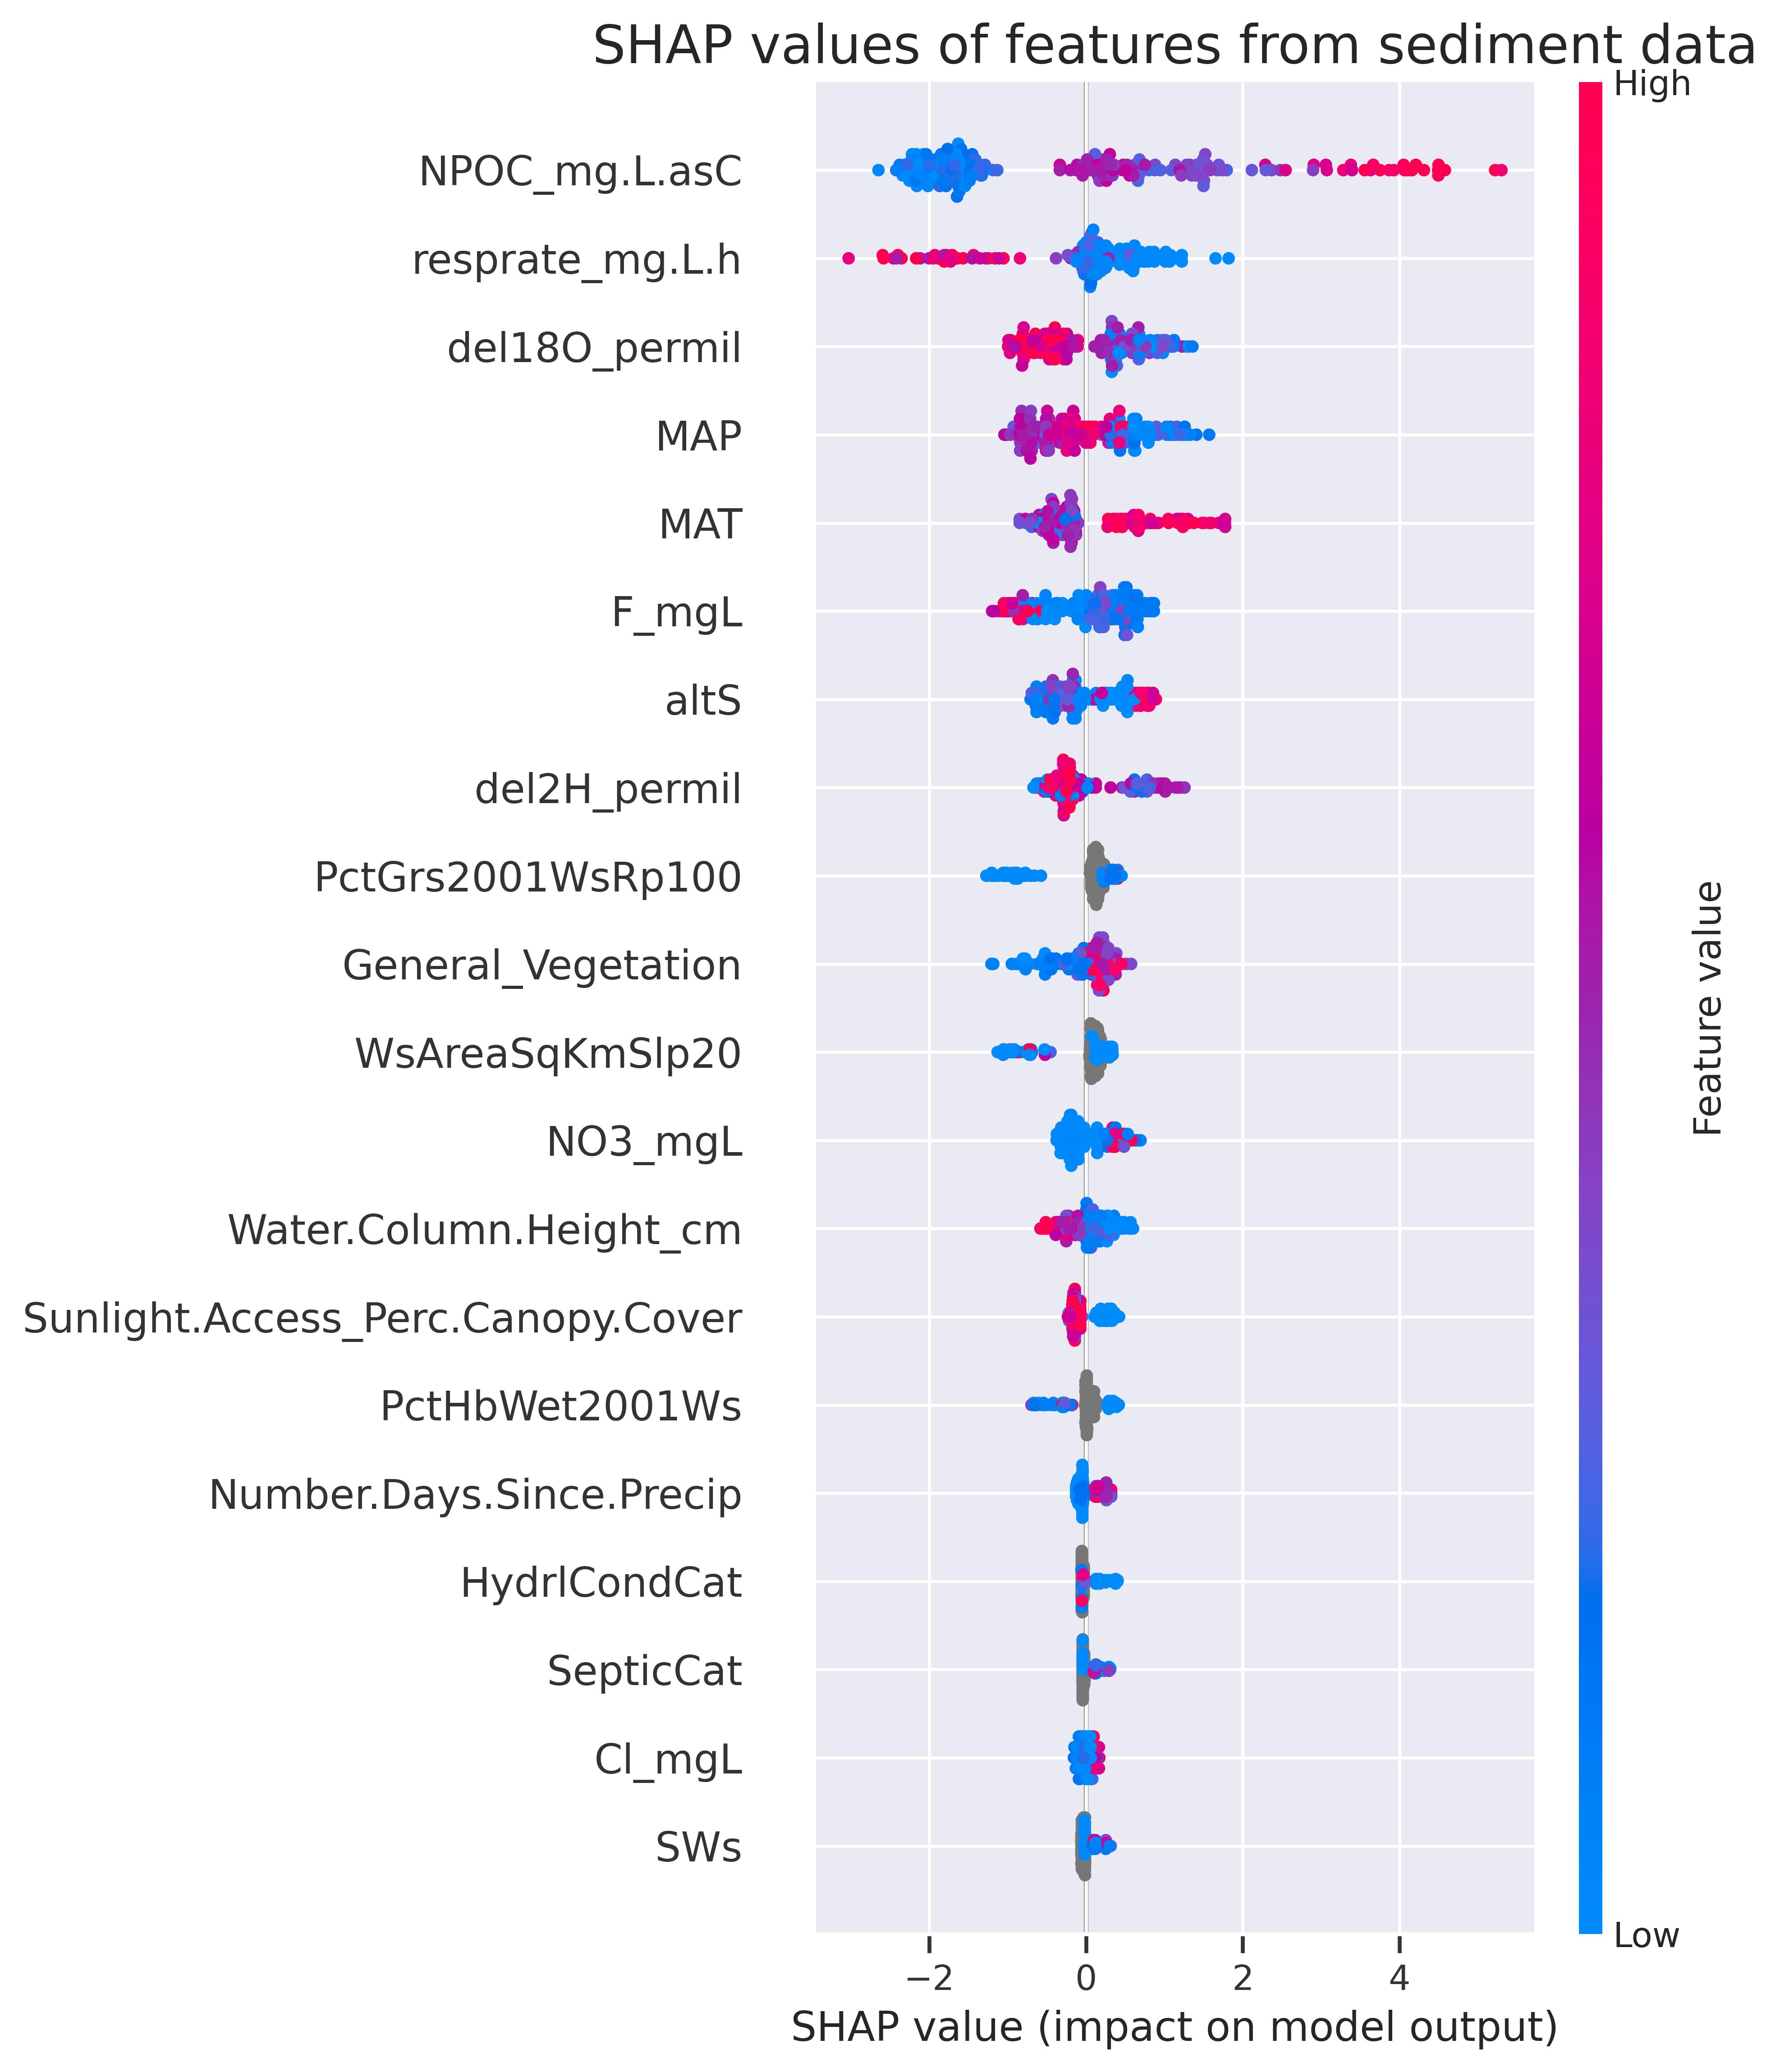 SHAP values of features from sediment data
High
NPOC_mg.L.asC
resprate_mg.L.h
del18O_permil
MAP
MAT
F_mgL
altS
del2H_permil
PctGrs2001WsRp100
General_Vegetation
WsAreaSqKmSlp20
NO3_mgL
Water.Column.Height_cm
Sunlight.Access_Perc.Canopy.Cover
PctHbWet2001Ws
Number.Days.Since.Precip
HydrlCondCat
SepticCat
Cl_mgL
SWs
Feature value
Low
−2 0 2 4
SHAP value (impact on model output)